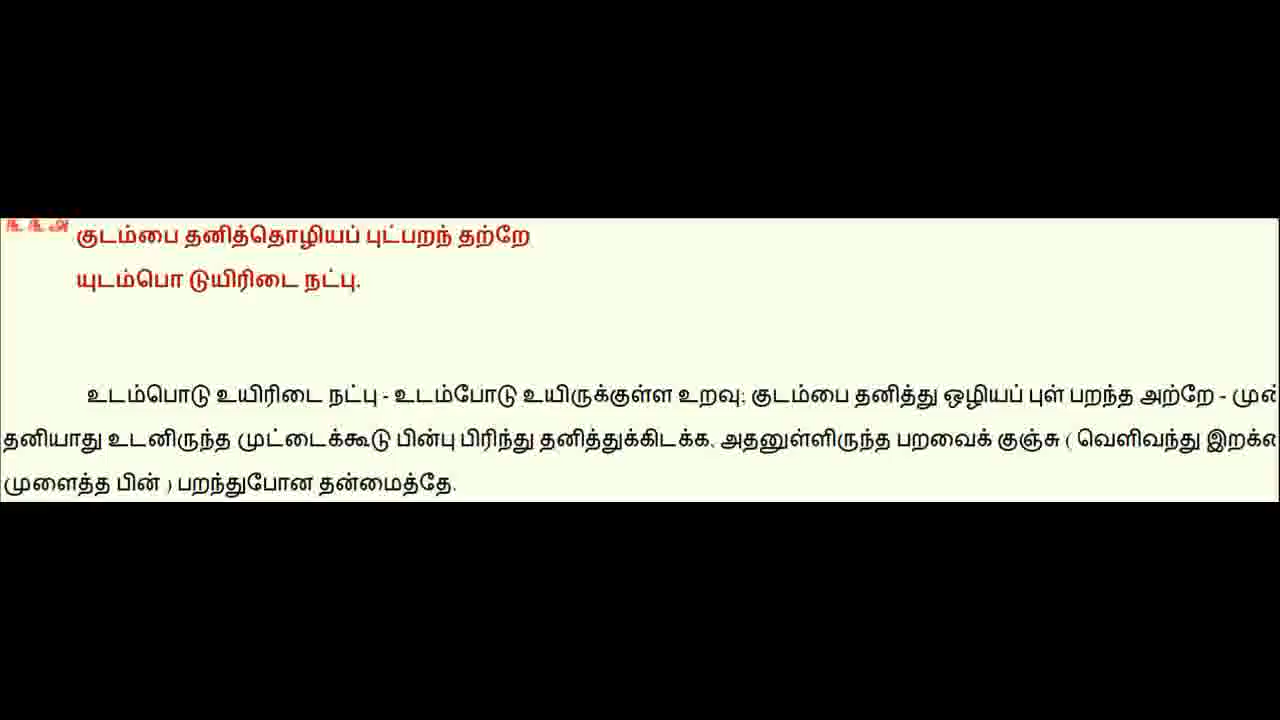 குடம்பை தனித்தொழியப் புட்பறந் தற்றே
யுடம்பொ டுயிரிடை நட்பு.
உடம்பொடு உயிரிடை நட்பு - உடம்போடு உயிருக்குள்ள உறவு; குடம்பை தனித்து ஒழியப் புள் பறந்த அற்றே -
தனியாது உடனிருந்த முட்டைக்கூடு பின்பு பிரிந்து தனித்துக்கிடக்க, அதனுள்ளிருந்த பறவைக் குஞ்சு ( வெளிவந்து
முளைத்த பின் ) பறந்துபோன தன்மைத்தே.